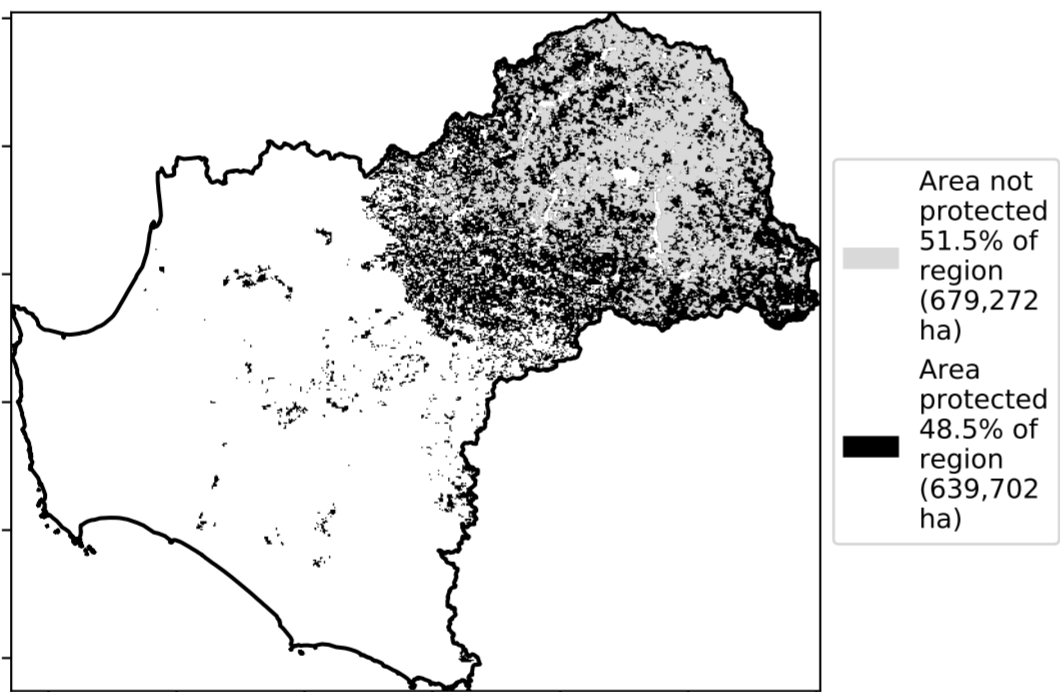 Area not
protected
51.5% of
region
(679,272
ha)
Area
protected
48.5% of
region
(639,702
ha)